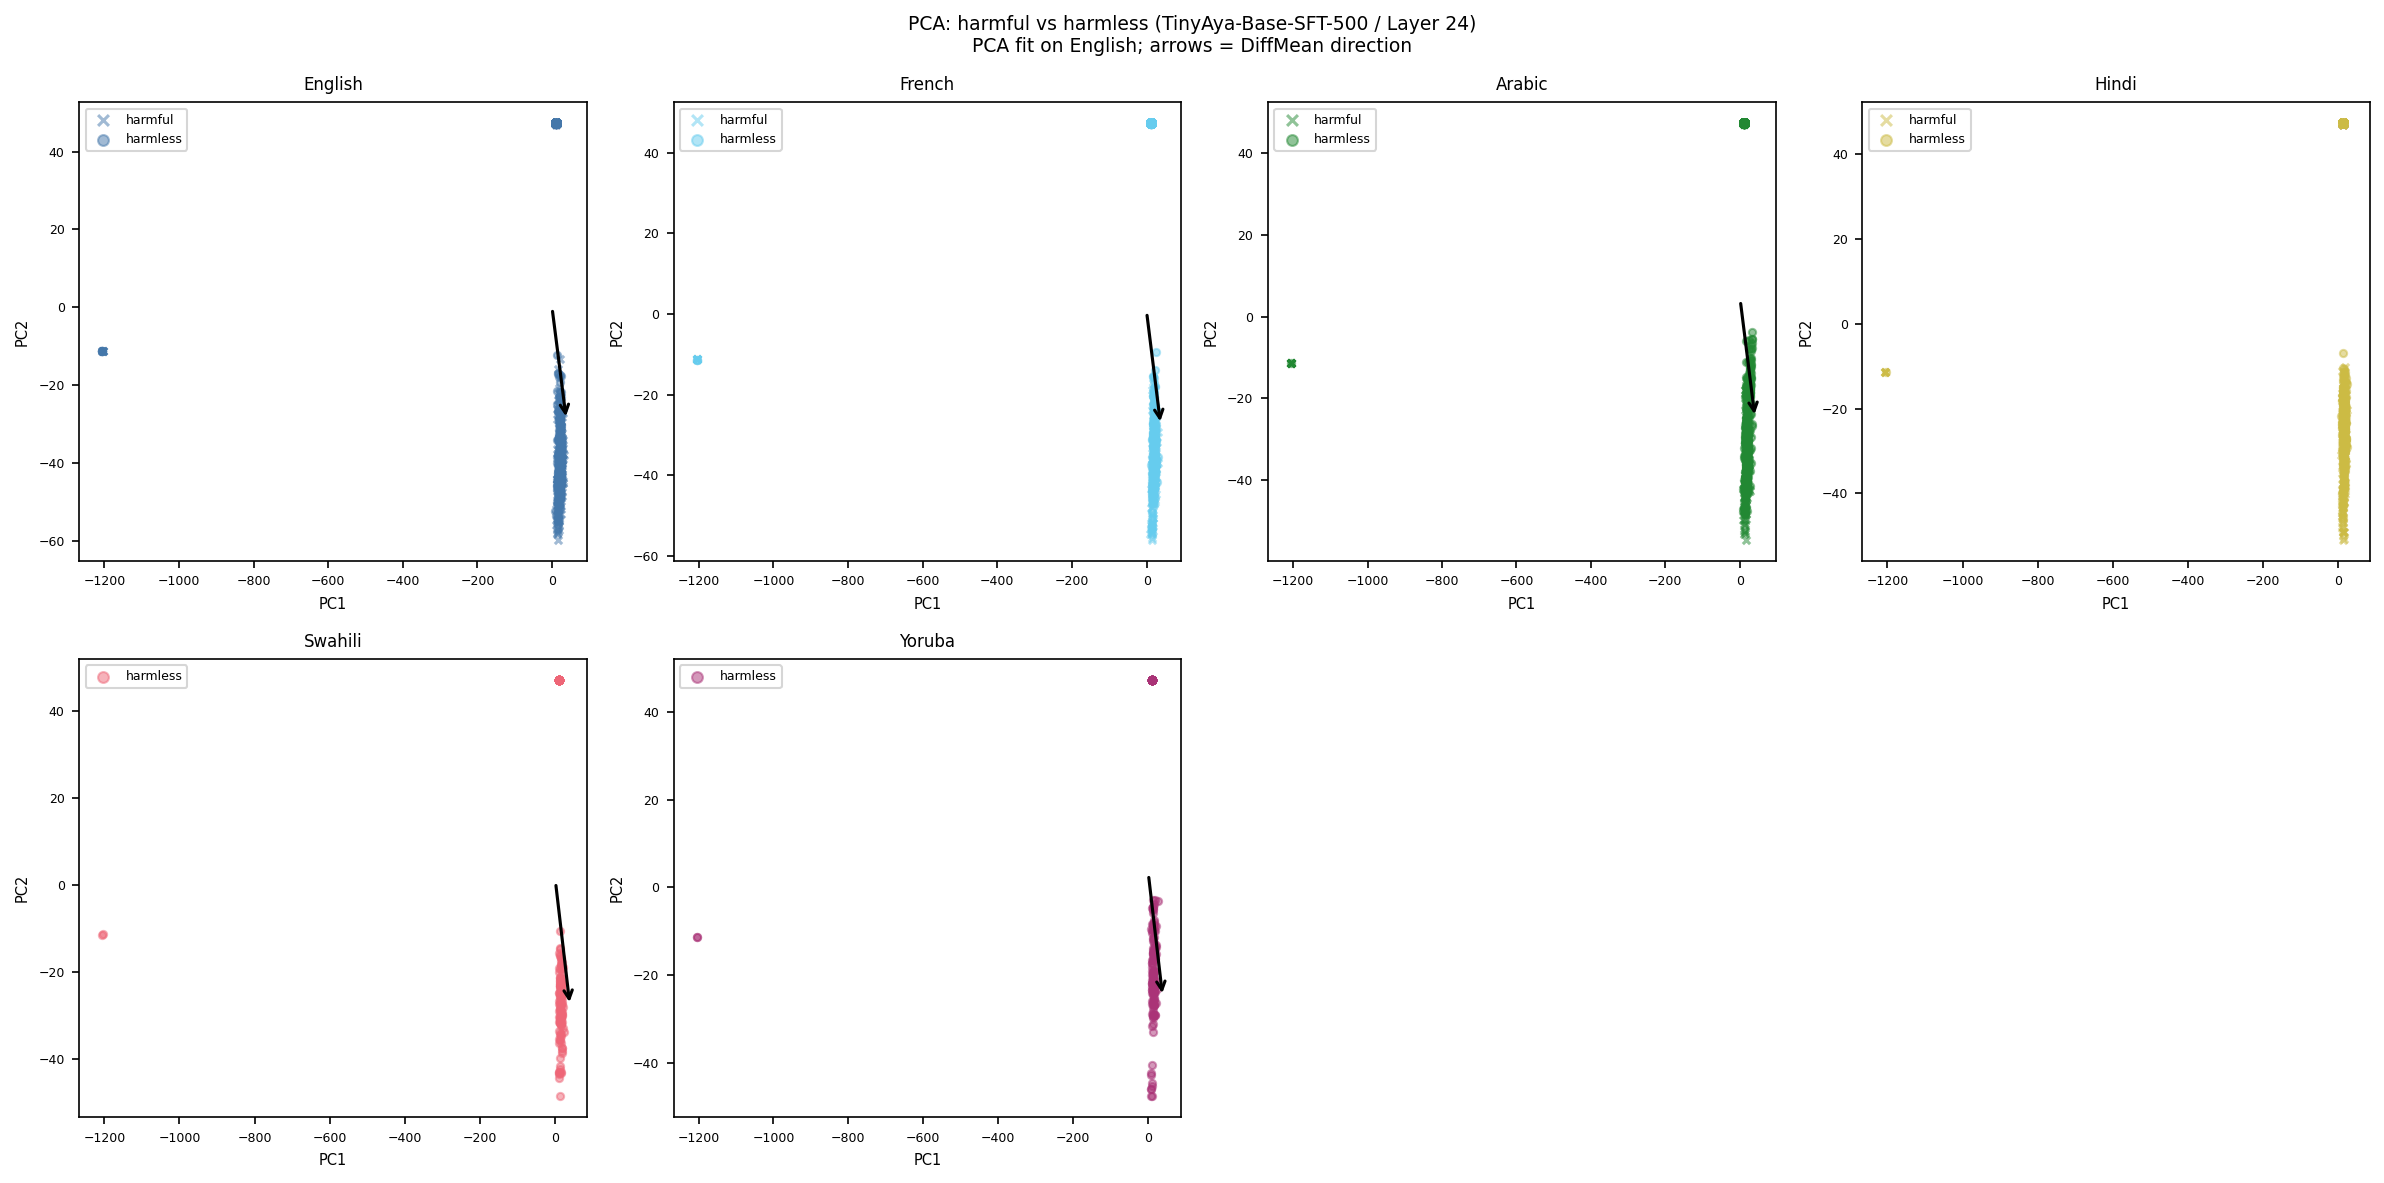 PCA: harmful vs harmless (TinyAya-Base-SFT-500 / Layer 24)
PCA fit on English; arrows = DiffMean direction
English
harmful
harmless
40
20
0
−20
−40
−60
PC2
−1200 −1000 −800 −600 −400 −200 0
PC1
French
harmful
harmless
40
20
0
−20
−40
−60
PC2
−1200 −1000 −800 −600 −400 −200 0
PC1
Arabic
harmful
harmless
40
20
0
−20
−40
PC2
−1200 −1000 −800 −600 −400 −200 0
PC1
Hindi
harmful
harmless
40
20
0
−20
−40
PC2
−1200 −1000 −800 −600 −400 −200 0
PC1
Swahili
harmless
40
20
0
−20
−40
PC2
−1200 −1000 −800 −600 −400 −200 0
PC1
Yoruba
harmless
40
20
0
−20
−40
PC2
−1200 −1000 −800 −600 −400 −200 0
PC1